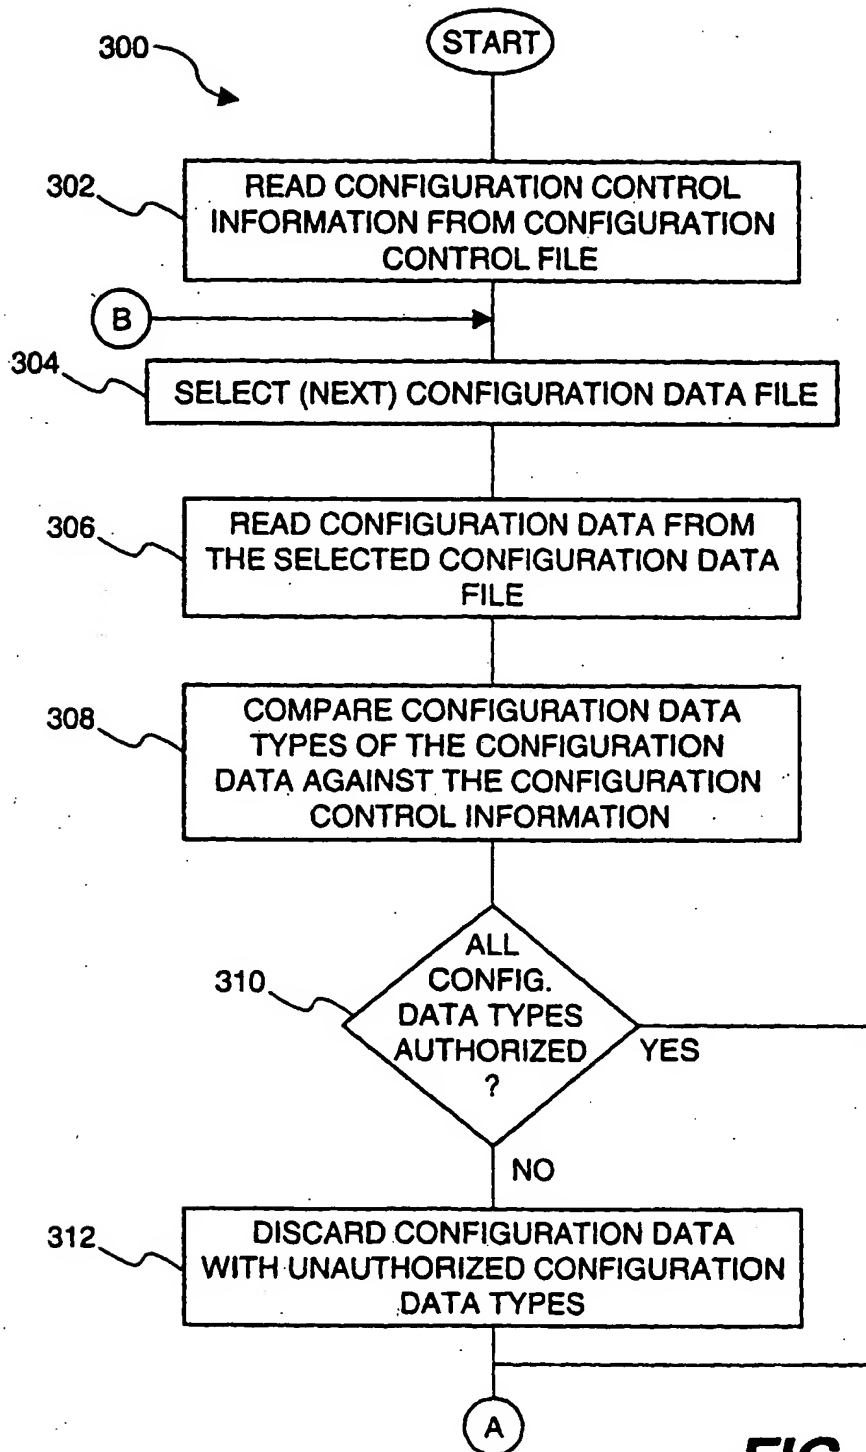 START
300
302
READ CONFIGURATION CONTROL
INFORMATION FROM CONFIGURATION
CONTROL FILE
B
304
SELECT (NEXT) CONFIGURATION DATA FILE
306
READ CONFIGURATION DATA FROM
THE SELECTED CONFIGURATION DATA
FILE
308
COMPARE CONFIGURATION DATA
TYPES OF THE CONFIGURATION
DATA AGAINST THE CONFIGURATION
CONTROL INFORMATION
310
ALL
CONFIG.
DATA TYPES
AUTHORIZED
?
YES
NO
312
DISCARD CONFIGURATION DATA
WITH UNAUTHORIZED CONFIGURATION
DATA TYPES
A
FIG